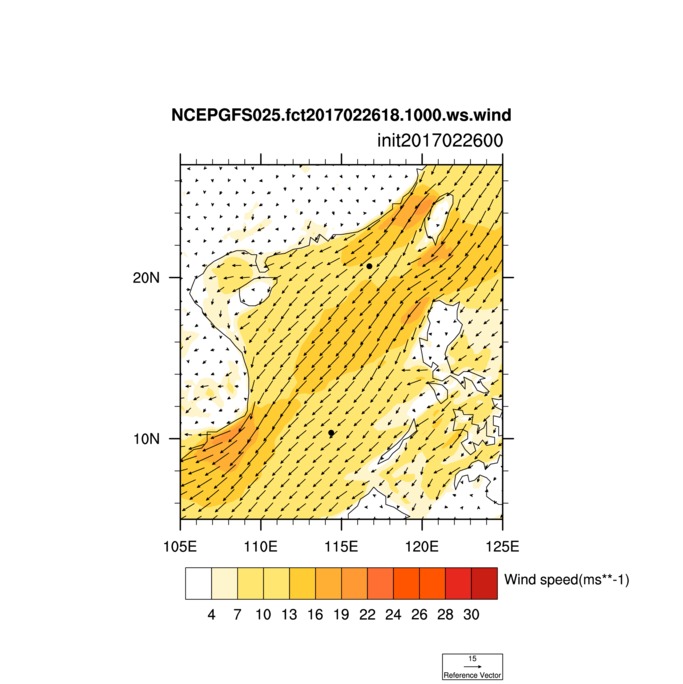 NCEPGFS025.fct2017022618.1000.ws.wind
init2017022600
20N
10N
105E 110E 115E 120E 125E
Wind speed(ms**-1)
4 7 10 13 16 19 22 24 26 28 30
15
Reference Vector